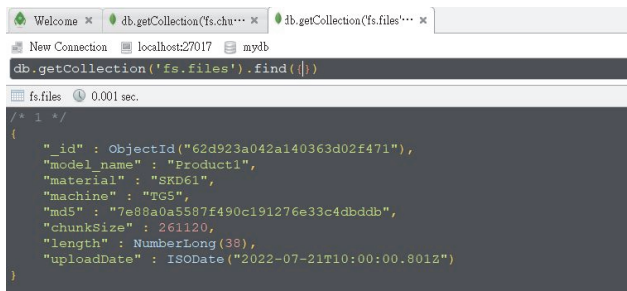 Welcome × db.getCollection('fs.chu⋯ × db.getCollection('fs.files'⋯ ×
New Connection localhost:27017 mydb
db.getCollection('fs.files').find({})
fs.files 0.001 sec.
/* 1 */
{
"_id" : ObjectId("62d923a042a140363d02f471"),
"model_name" : "Product1",
"material" : "SKD61",
"machine" : "TG5",
"md5" : "7e88a0a5587f490c191276e33c4dbddb",
"chunkSize" : 261120,
"length" : NumberLong(38),
"uploadDate" : ISODate("2022-07-21T10:00:00.801Z")
}